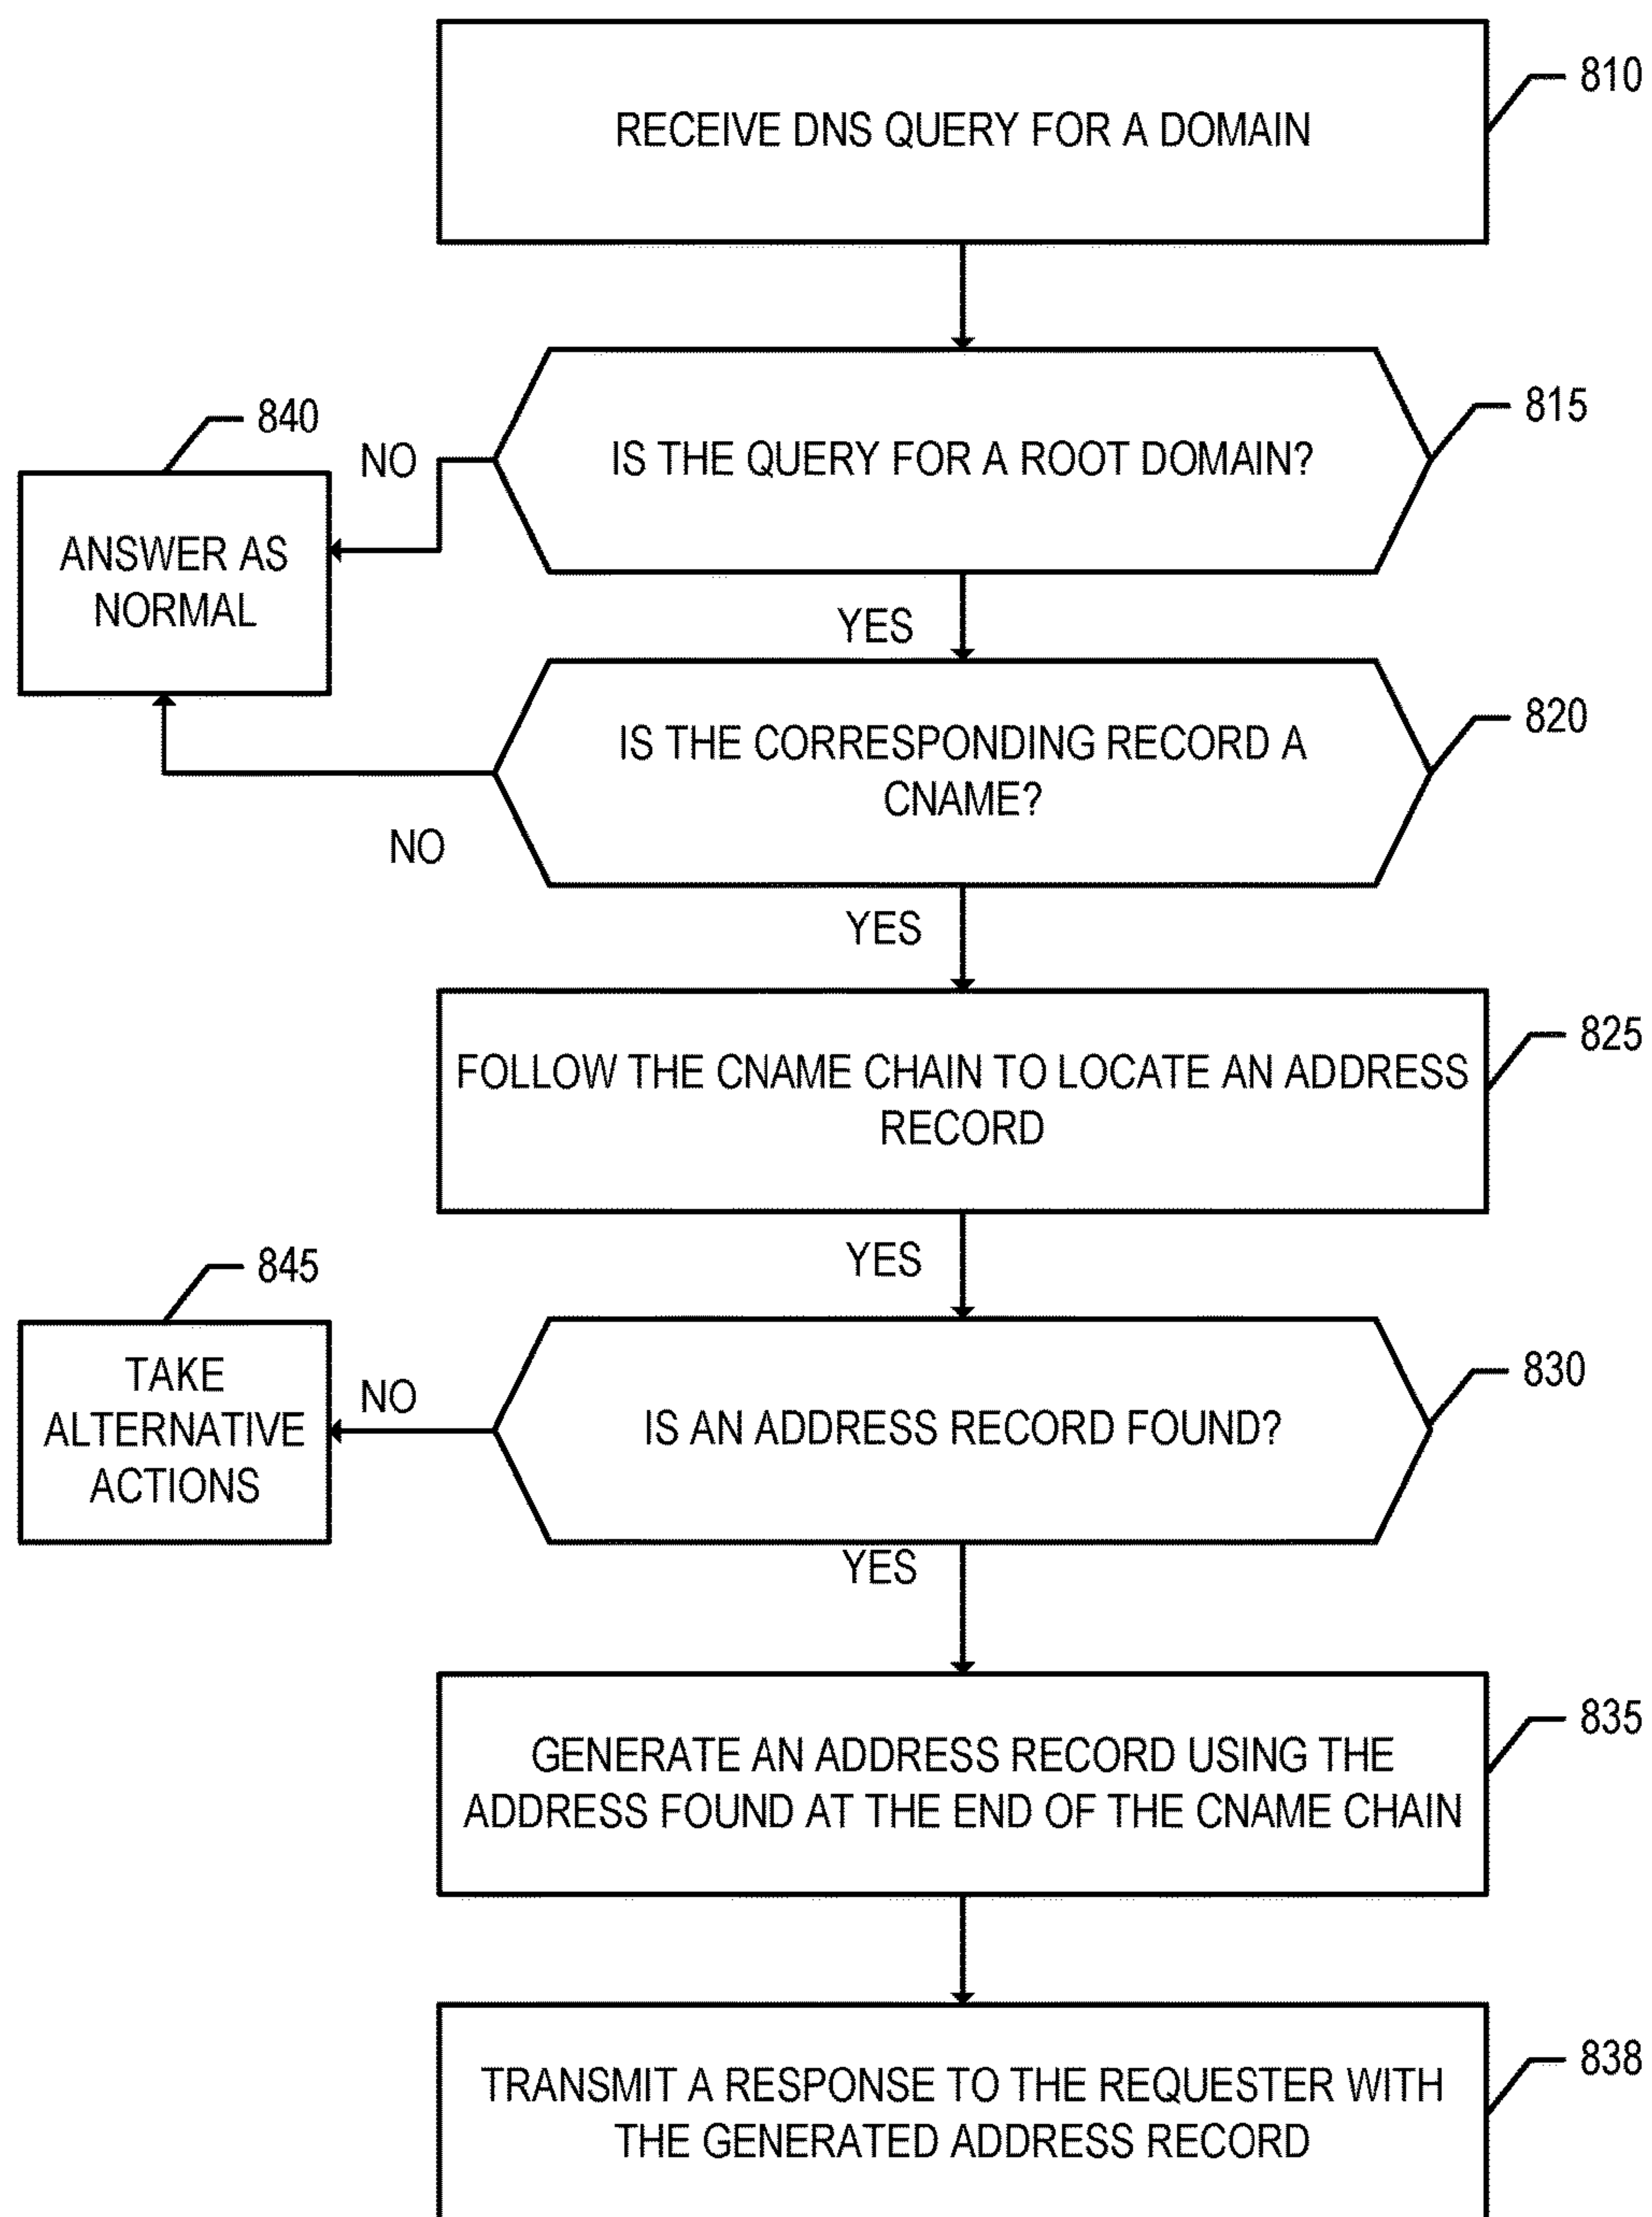 RECEIVE DNS QUERY FOR A DOMAIN
810
IS THE QUERY FOR A ROOT DOMAIN?
815
NO
840
ANSWER AS
NORMAL
YES
IS THE CORRESPONDING RECORD A
CNAME?
820
NO
YES
FOLLOW THE CNAME CHAIN TO LOCATE AN ADDRESS
RECORD
825
YES
IS AN ADDRESS RECORD FOUND?
830
NO
845
TAKE
ALTERNATIVE
ACTIONS
YES
GENERATE AN ADDRESS RECORD USING THE
ADDRESS FOUND AT THE END OF THE CNAME CHAIN
835
TRANSMIT A RESPONSE TO THE REQUESTER WITH
THE GENERATED ADDRESS RECORD
838